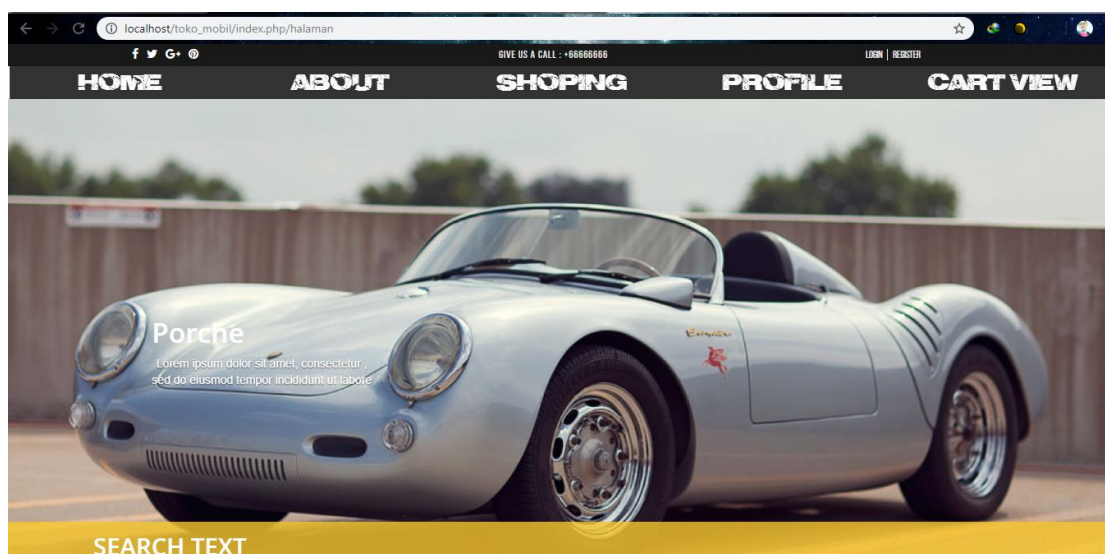 localhost/toko_mobil/index.php/halaman
GIVE US A CALL : +66666666
LOGIN | REGISTER
HOME ABOUT SHOPING PROFILE CART VIEW
Porche
Lorem ipsum dolor sit amet, consectetur ,
sed do eiusmod tempor incididunt ut labore
SEARCH TEXT